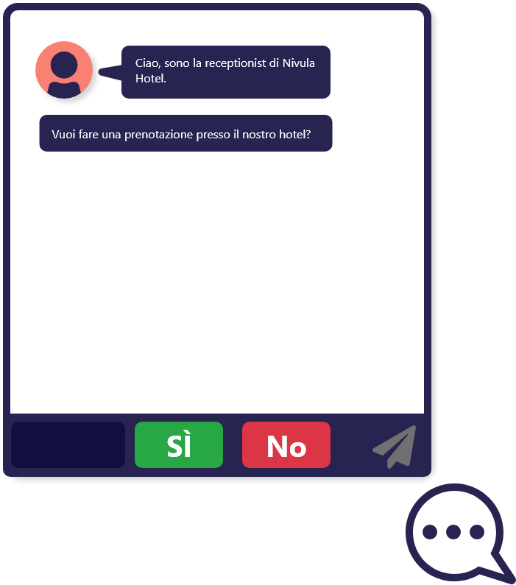 Ciao, sono la receptionist di Nivula
Hotel.
Vuoi fare una prenotazione presso il nostro hotel?
SÌ
No